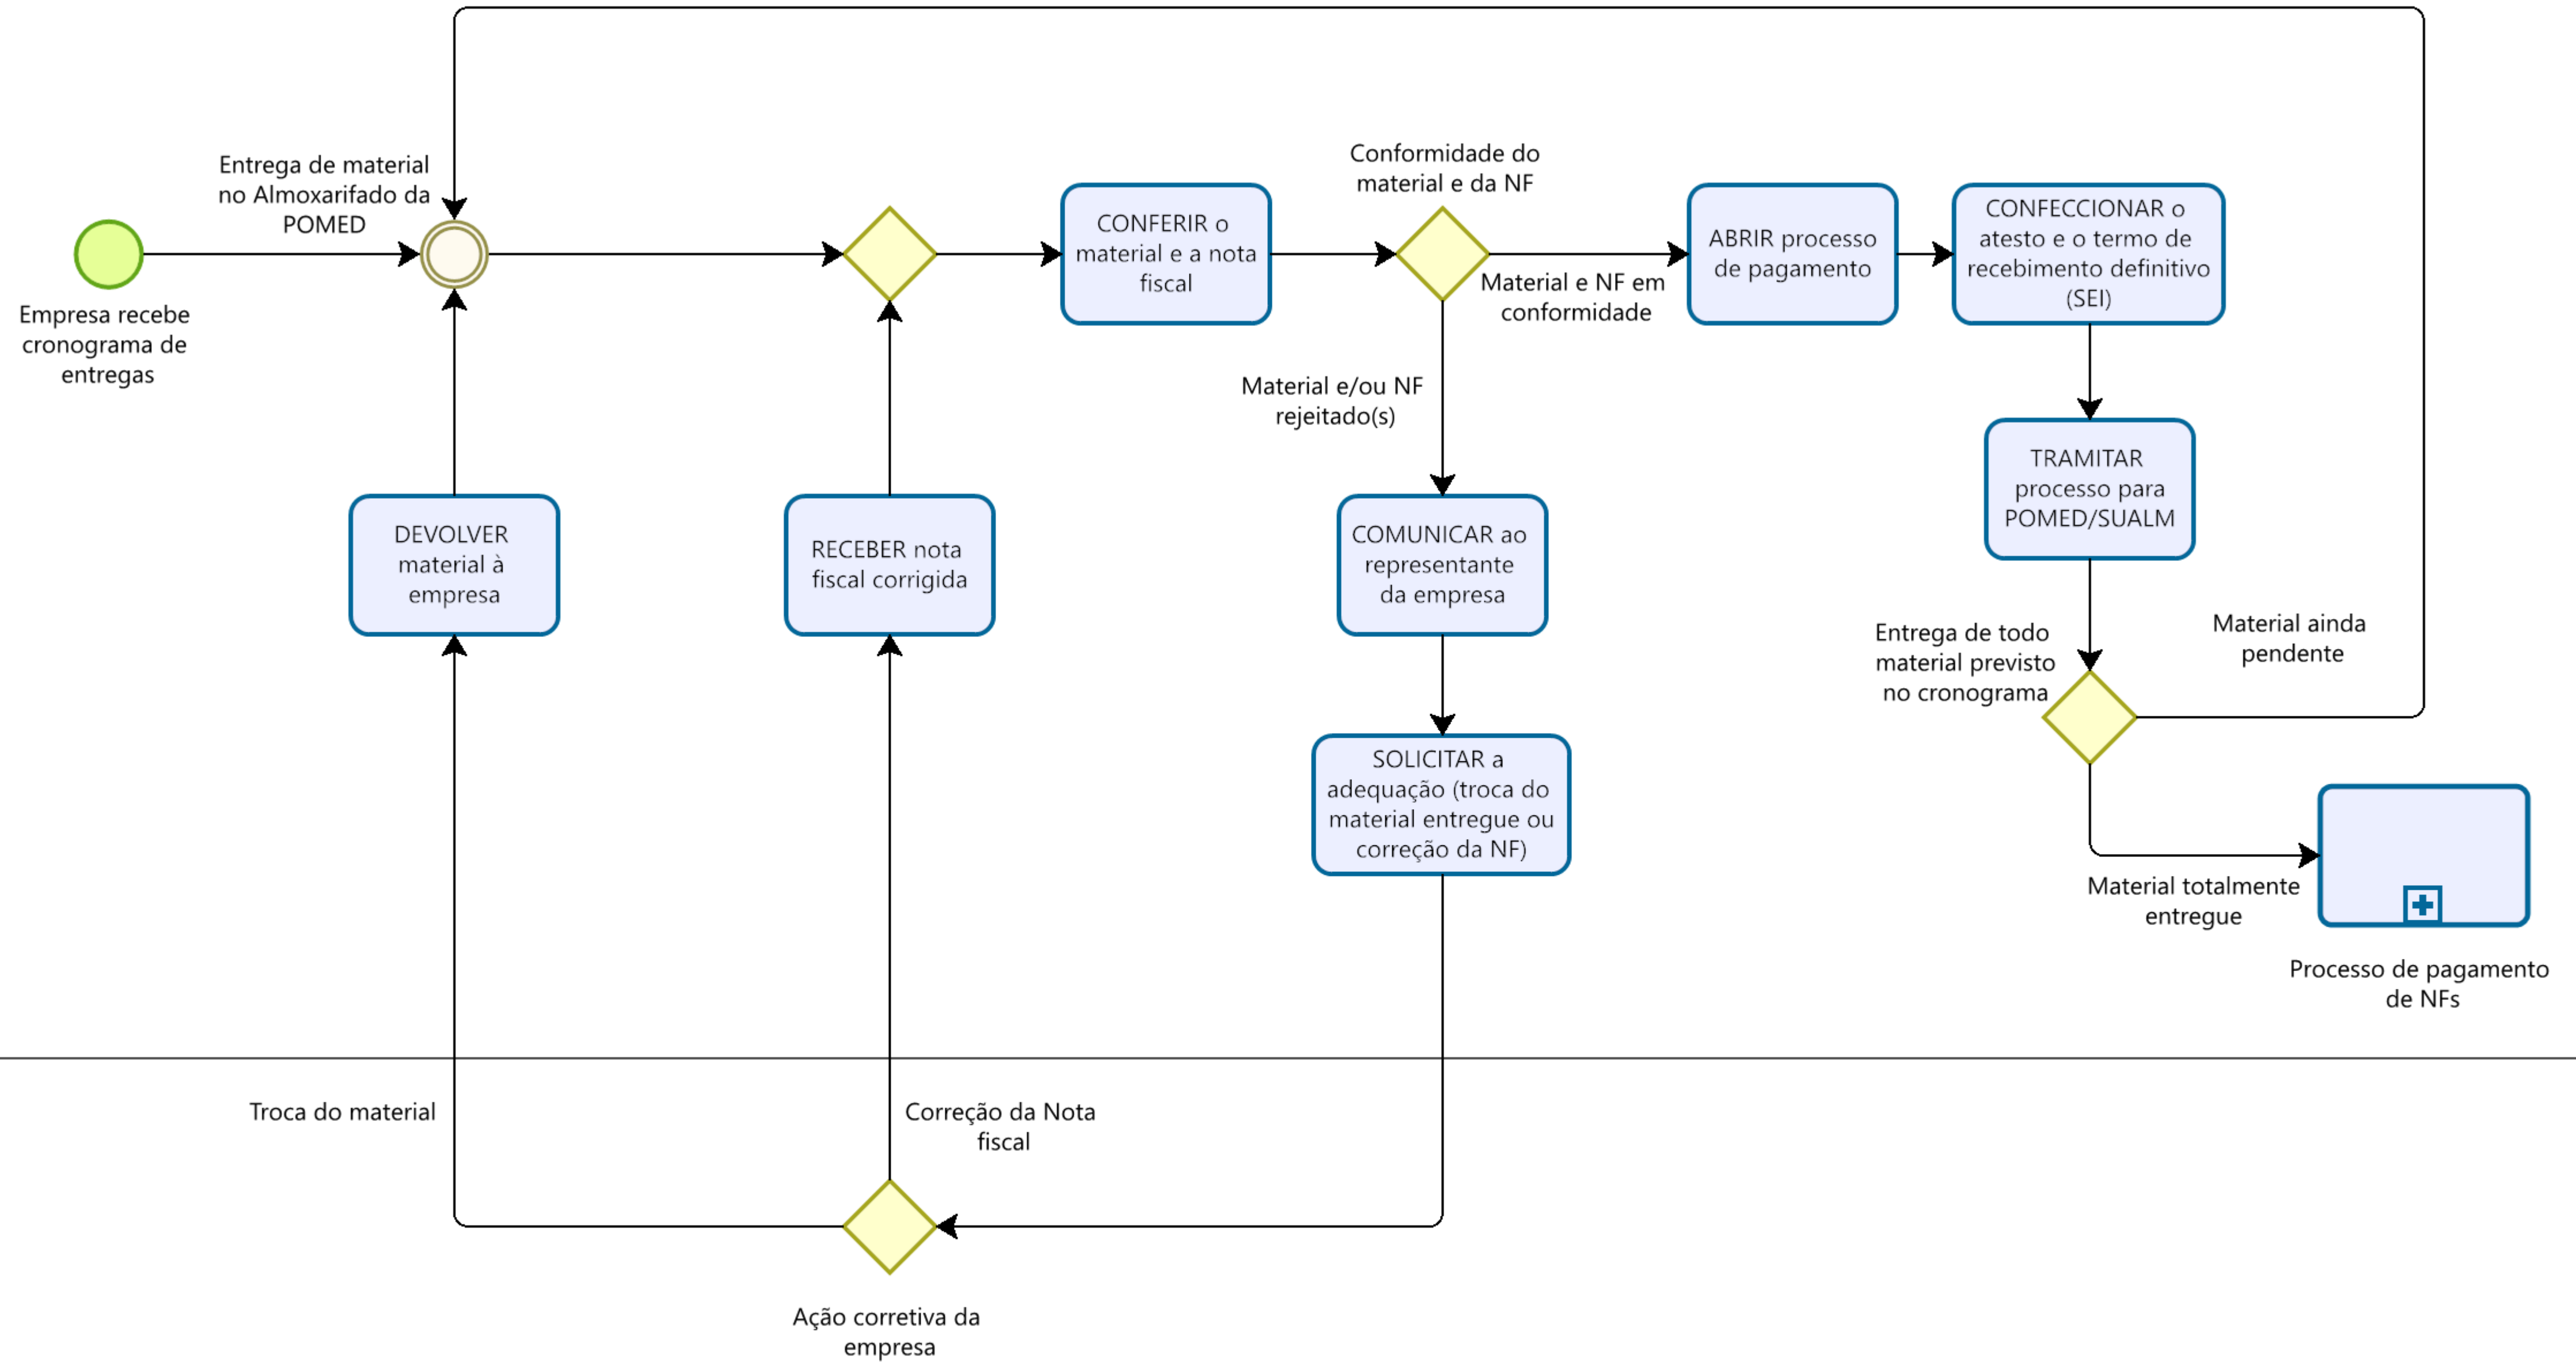 Entrega de material
no Almoxarifado da
POMED
Empresa recebe
cronograma de
entregas
CONFERIR o
material e a nota
fiscal
Conformidade do
material e da NF
Material e NF em
conformidade
ABRIR processo
de pagamento
CONFECCIONAR o
atesto e o termo de
recebimento definitivo
(SEI)
Material e/ou NF
rejeitado(s)
TRAMITAR
processo para
POMED/SUALM
DEVOLVER
material à
empresa
RECEBER nota
fiscal corrigida
COMUNICAR ao
representante
da empresa
Entrega de todo
material previsto
no cronograma
Material ainda
pendente
SOLICITAR a
adequação (troca do
material entregue ou
correção da NF)
Material totalmente
entregue
Processo de pagamento
de NFs
Troca do material
Correção da Nota
fiscal
Ação corretiva da
empresa